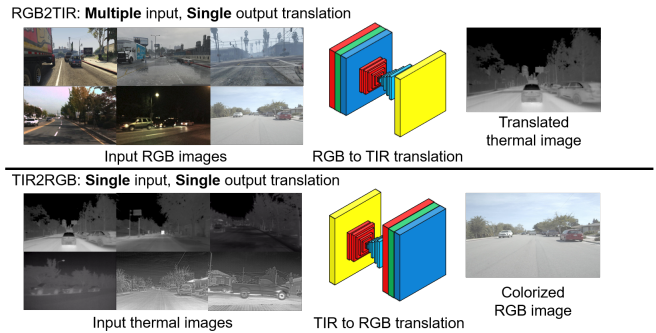 RGB2TIR: Multiple input, Single output translation
Input RGB images
RGB to TIR translation
Translated
thermal image
TIR2RGB: Single input, Single output translation
Input thermal images
TIR to RGB translation
Colorized
RGB image